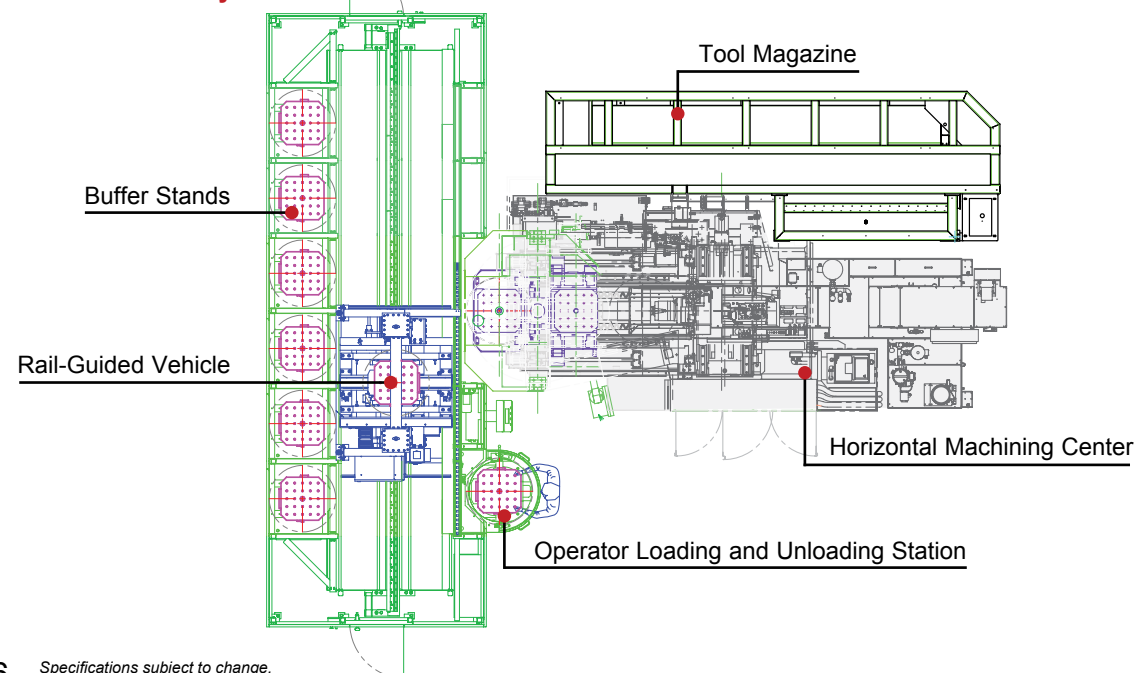 Tool Magazine
Buffer Stands
Rail-Guided Vehicle
Horizontal Machining Center
Operator Loading and Unloading Station
Specifications subject to change.